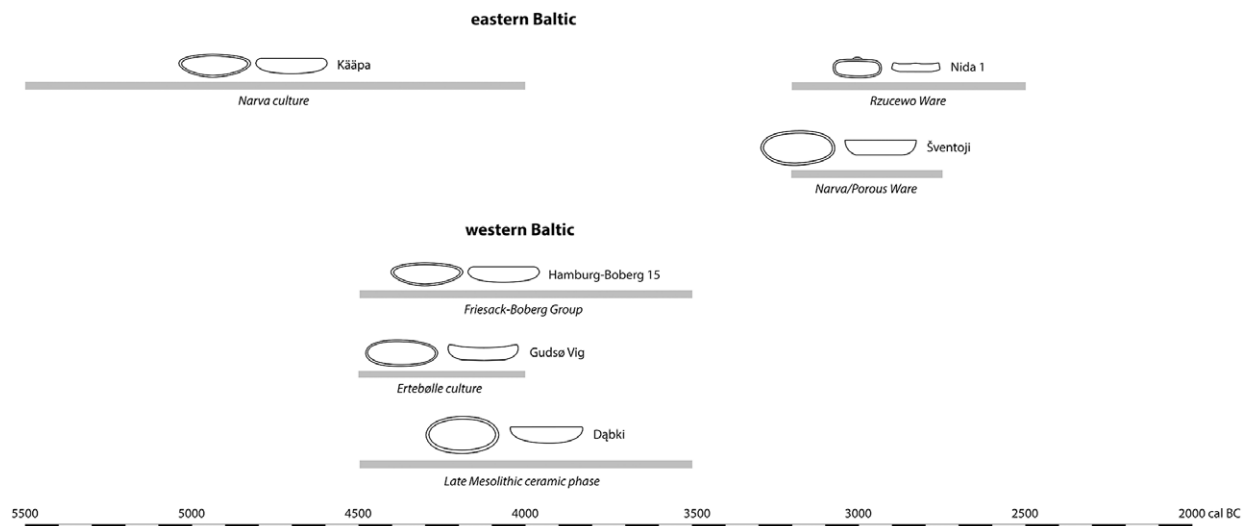 eastern Baltic
Kääpa
Narva culture
Nida 1
Rzucewo Ware
Šventoji
Narva/Porous Ware
western Baltic
Hamburg-Boberg 15
Friesack-Boberg Group
Gudsø Vig
Ertebølle culture
Dąbki
Late Mesolithic ceramic phase
5500 5000 4500 4000 3500 3000 2500 2000 cal BC